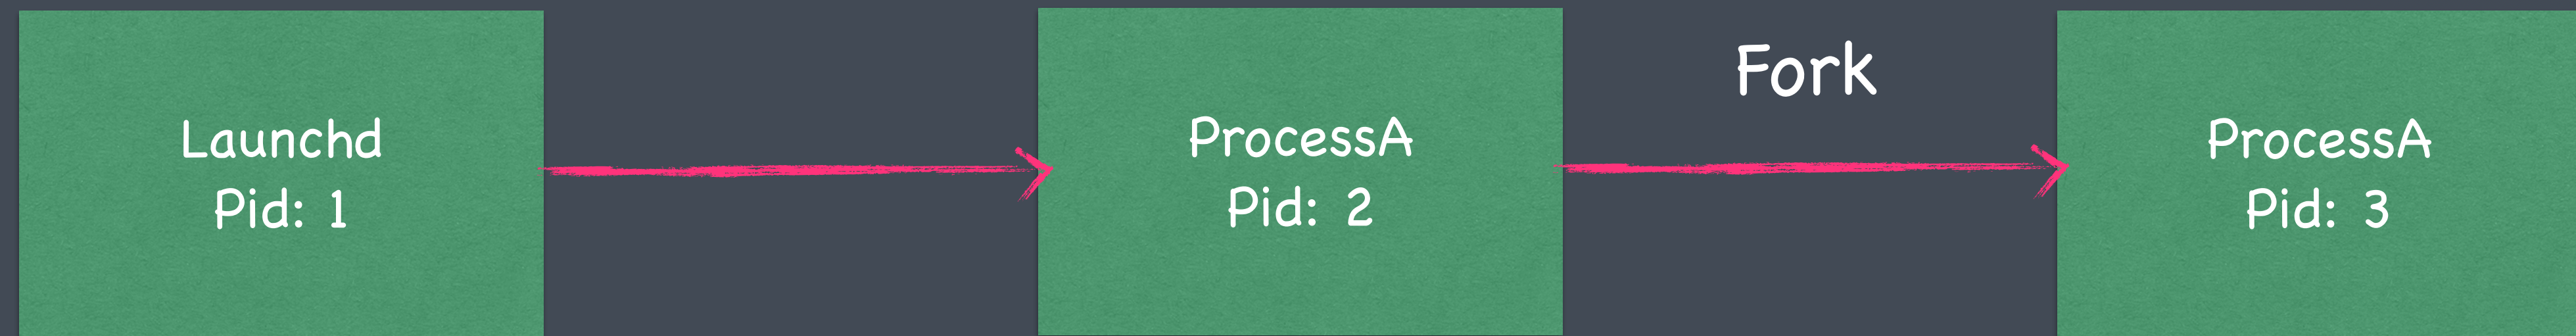 Launchd
Pid: 1
ProcessA
Pid: 2
Fork
ProcessA
Pid: 3